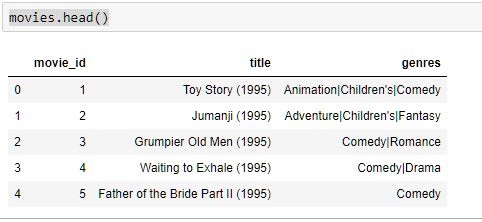 movies.head()
movie_id title genres
0 1 Toy Story (1995) Animation|Children's|Comedy
1 2 Jumanji (1995) Adventure|Children's|Fantasy
2 3 Grumpier Old Men (1995) Comedy|Romance
3 4 Waiting to Exhale (1995) Comedy|Drama
4 5 Father of the Bride Part II (1995) Comedy